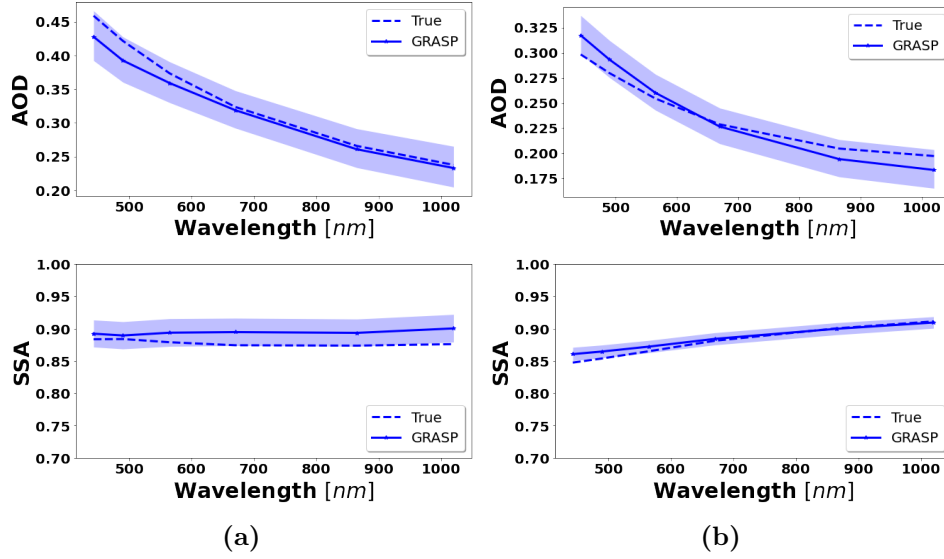 0.45
0.40
0.35
0.30
0.25
0.20
AOD
True
GRASP
500 600 700 800 900 1000
Wavelength [nm]
0.325
0.300
0.275
0.250
0.225
0.200
0.175
AOD
True
GRASP
500 600 700 800 900 1000
Wavelength [nm]
1.00
0.95
0.90
0.85
0.80
0.75
0.70
SSA
True
GRASP
500 600 700 800 900 1000
Wavelength [nm]
(a)
1.00
0.95
0.90
0.85
0.80
0.75
0.70
SSA
True
GRASP
500 600 700 800 900 1000
Wavelength [nm]
(b)